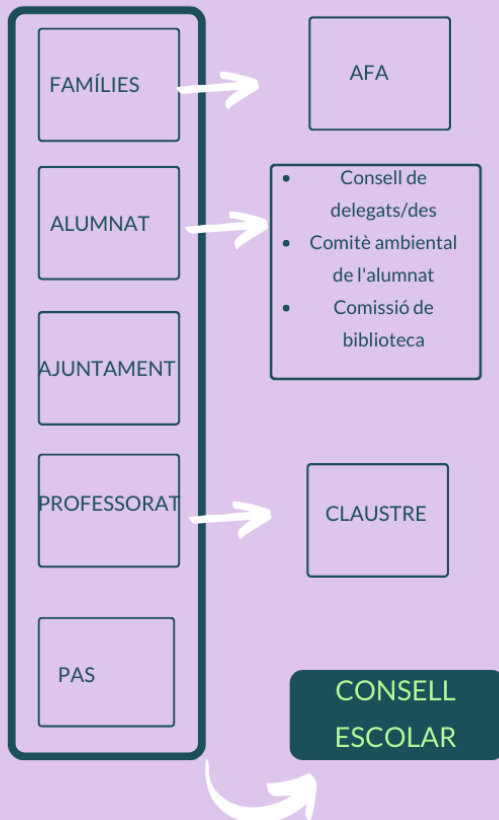 FAMÍLIES
AFA
ALUMNAT
• Consell de
delegats/des
• Comitè ambiental
de l'alumnat
• Comissió de
biblioteca
AJUNTAMENT
PROFESSORAT
CLAUSTRE
PAS
CONSELL
ESCOLAR